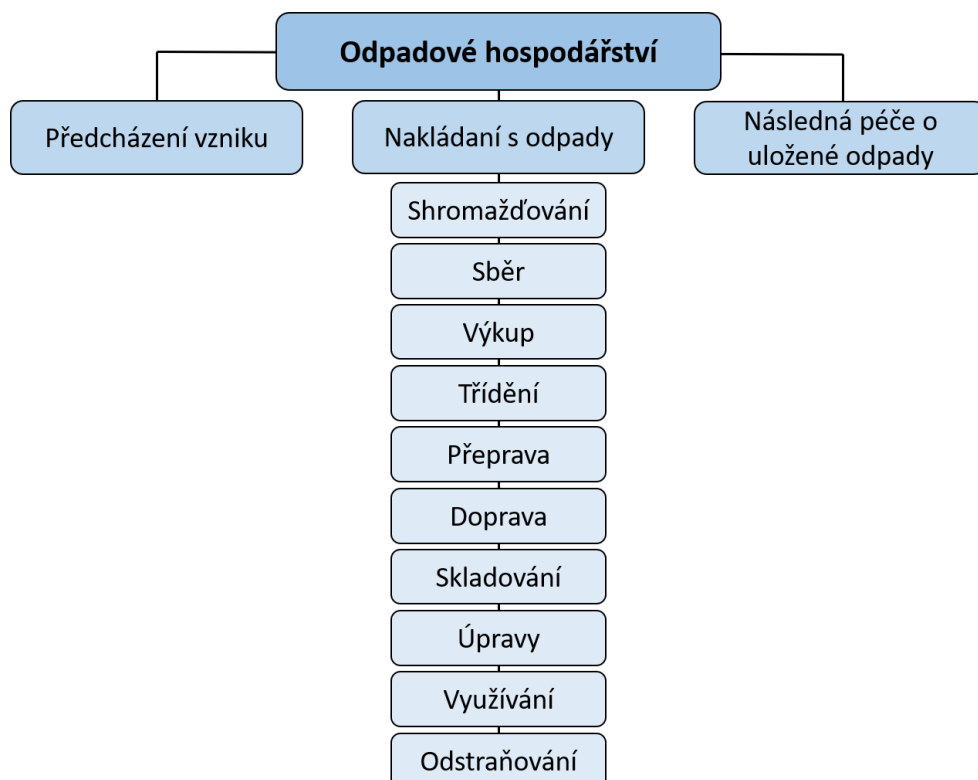 Odpadové hospodářství
Předcházení vzniku
Nakládaní s odpady
Následná péče o
uložené odpady
Shromažďování
Sběr
Výkup
Třídění
Přeprava
Doprava
Skladování
Úpravy
Využívání
Odstraňování